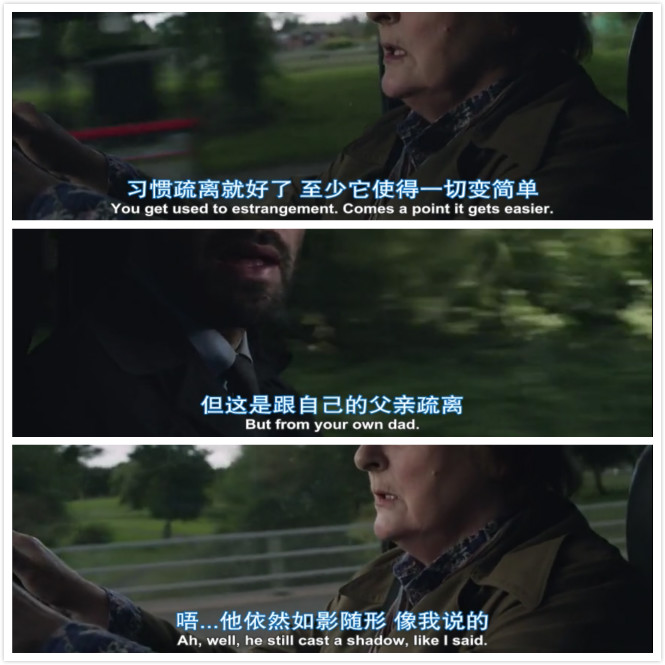 习惯疏离就好了 至少它使得一切变简单
You get used to estrangement. Comes a point it gets easier.
但这是跟自己的父亲疏离
But from your own dad.
唔...他依然如影随形 像我说的
Ah, well, he still cast a shadow, like I said.